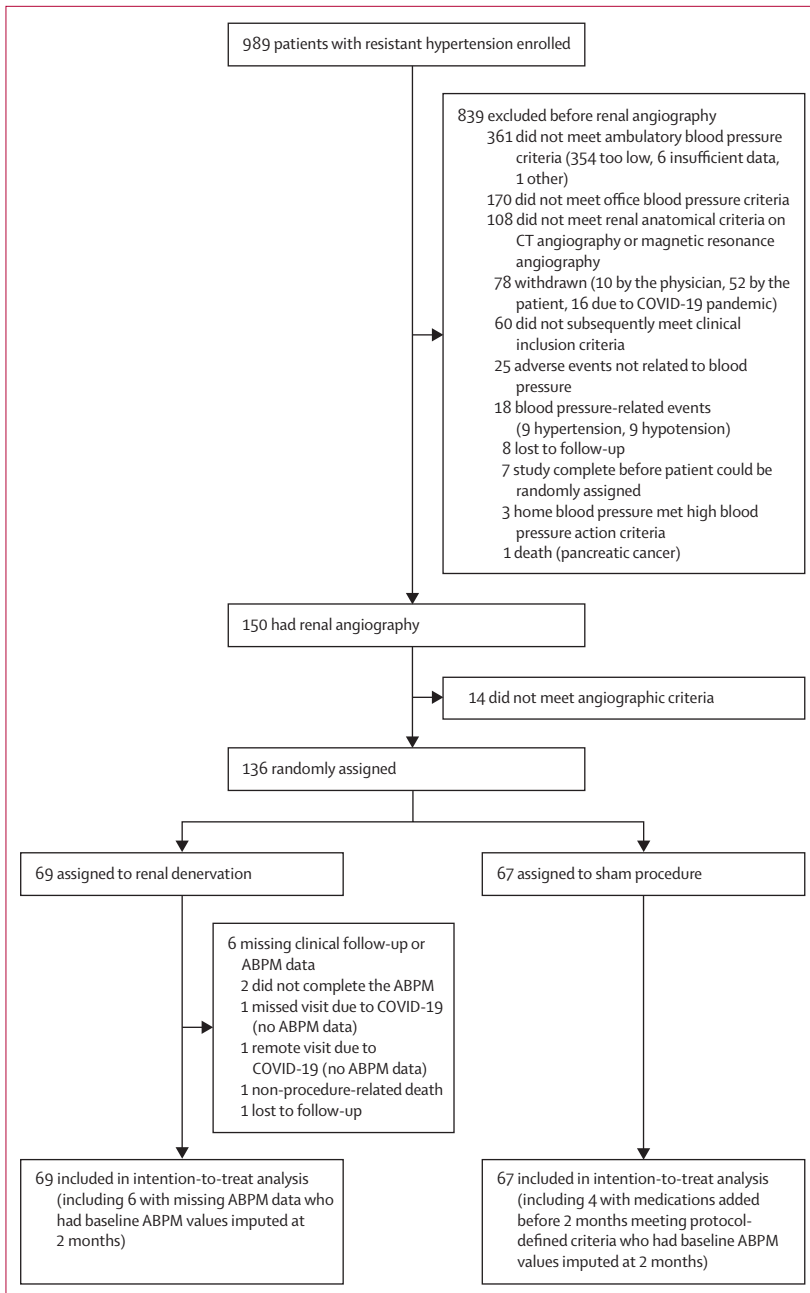 989 patients with resistant hypertension enrolled
839 excluded before renal angiography
361 did not meet ambulatory blood pressure
criteria (354 too low, 6 insufficient data,
1 other)
170 did not meet office blood pressure criteria
108 did not meet renal anatomical criteria on
CT angiography or magnetic resonance
angiography
78 withdrawn (10 by the physician, 52 by the
patient, 16 due to COVID-19 pandemic)
60 did not subsequently meet clinical
inclusion criteria
25 adverse events not related to blood
pressure
18 blood pressure-related events
(9 hypertension, 9 hypotension)
8 lost to follow-up
7 study complete before patient could be
randomly assigned
3 home blood pressure met high blood
pressure action criteria
1 death (pancreatic cancer)
150 had renal angiography
14 did not meet angiographic criteria
136 randomly assigned
69 assigned to renal denervation
67 assigned to sham procedure
6 missing clinical follow-up or
ABPM data
2 did not complete the ABPM
1 missed visit due to COVID-19
(no ABPM data)
1 remote visit due to
COVID-19 (no ABPM data)
1 non-procedure-related death
1 lost to follow-up
69 included in intention-to-treat analysis
(including 6 with missing ABPM data who
had baseline ABPM values imputed at
2 months)
67 included in intention-to-treat analysis
(including 4 with medications added
before 2 months meeting protocol-
defined criteria who had baseline ABPM
values imputed at 2 months)